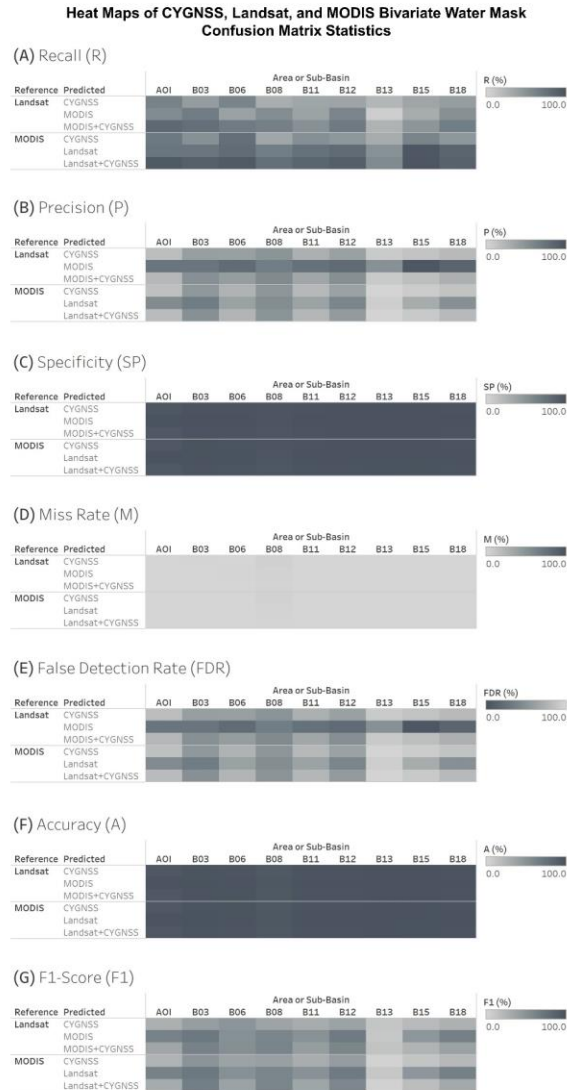 Heat Maps of CYGNSS, Landsat, and MODIS Bivariate Water Mask
Confusion Matrix Statistics
(A) Recall (R)
Area or Sub-Basin
Reference Predicted AOI B03 B06 B08 B11 B12 B13 B15 B18
Landsat CYGNSS
MODIS
MODIS+CYGNSS
MODIS CYGNSS
Landsat
Landsat+CYGNSS
R (%)
0.0 100.0
(B) Precision (P)
Area or Sub-Basin
Reference Predicted AOI B03 B06 B08 B11 B12 B13 B15 B18
Landsat CYGNSS
MODIS
MODIS+CYGNSS
MODIS CYGNSS
Landsat
Landsat+CYGNSS
P (%)
0.0 100.0
(C) Specificity (SP)
Area or Sub-Basin
Reference Predicted AOI B03 B06 B08 B11 B12 B13 B15 B18
Landsat CYGNSS
MODIS
MODIS+CYGNSS
MODIS CYGNSS
Landsat
Landsat+CYGNSS
SP (%)
0.0 100.0
(D) Miss Rate (M)
Area or Sub-Basin
Reference Predicted AOI B03 B06 B08 B11 B12 B13 B15 B18
Landsat CYGNSS
MODIS
MODIS+CYGNSS
MODIS CYGNSS
Landsat
Landsat+CYGNSS
M (%)
0.0 100.0
(E) False Detection Rate (FDR)
Area or Sub-Basin
Reference Predicted AOI B03 B06 B08 B11 B12 B13 B15 B18
Landsat CYGNSS
MODIS
MODIS+CYGNSS
MODIS CYGNSS
Landsat
Landsat+CYGNSS
FDR (%)
0.0 100.0
(F) Accuracy (A)
Area or Sub-Basin
Reference Predicted AOI B03 B06 B08 B11 B12 B13 B15 B18
Landsat CYGNSS
MODIS
MODIS+CYGNSS
MODIS CYGNSS
Landsat
Landsat+CYGNSS
A (%)
0.0 100.0
(G) F1-Score (F1)
Area or Sub-Basin
Reference Predicted AOI B03 B06 B08 B11 B12 B13 B15 B18
Landsat CYGNSS
MODIS
MODIS+CYGNSS
MODIS CYGNSS
Landsat
Landsat+CYGNSS
F1 (%)
0.0 100.0